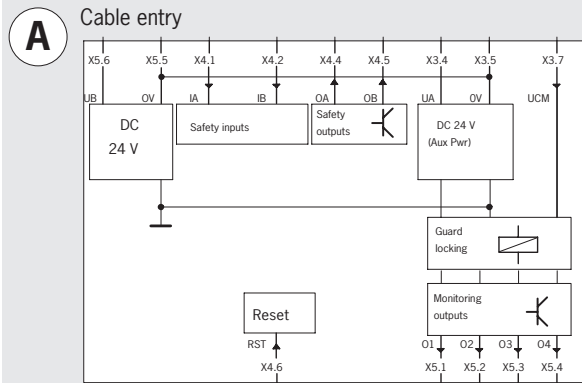 A
Cable entry
X5.6 X5.5 X4.1 X4.2 X4.4 X4.5 X3.4 X3.5 X3.7
UB 0V IA IB OA OB UA 0V UCM
DC
24 V
Safety inputs
Safety
outputs
DC 24 V
(Aux Pwr)
Guard
locking
Monitoring
outputs
Reset
RST
X4.6
O1 O2 O3 O4
X5.1 X5.2 X5.3 X5.4